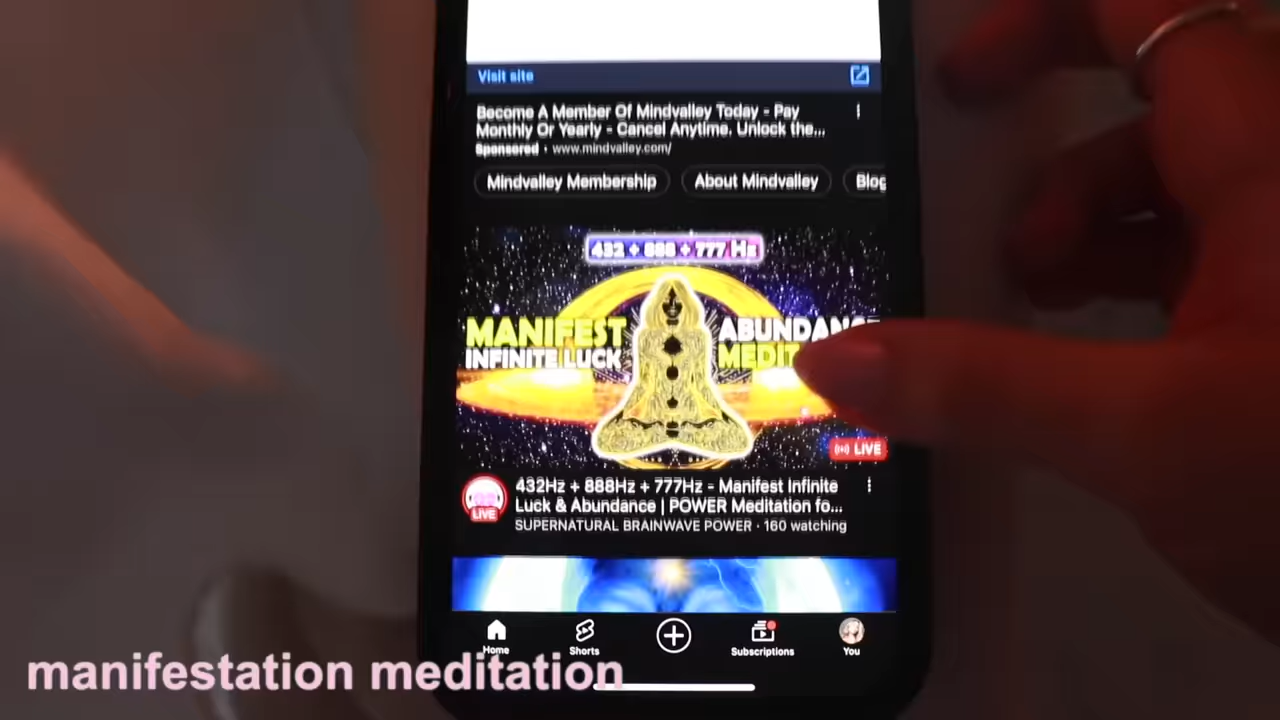 Visit site
Become A Member Of Mindvalley Today - Pay
Monthly Or Yearly - Cancel Anytime. Unlock the...
Sponsored · www.mindvalley.com/
Mindvalley Membership
About Mindvalley
Blog
432 + 888 + 777 Hz
MANIFEST
INFINITE LUCK
ABUNDANCE
MEDIT
LIVE
LIVE
432Hz + 888Hz + 777Hz - Manifest Infinite
Luck & Abundance | POWER Meditation fo...
SUPERNATURAL BRAINWAVE POWER · 160 watching
Home
Shorts
Subscriptions
You
manifestation meditation